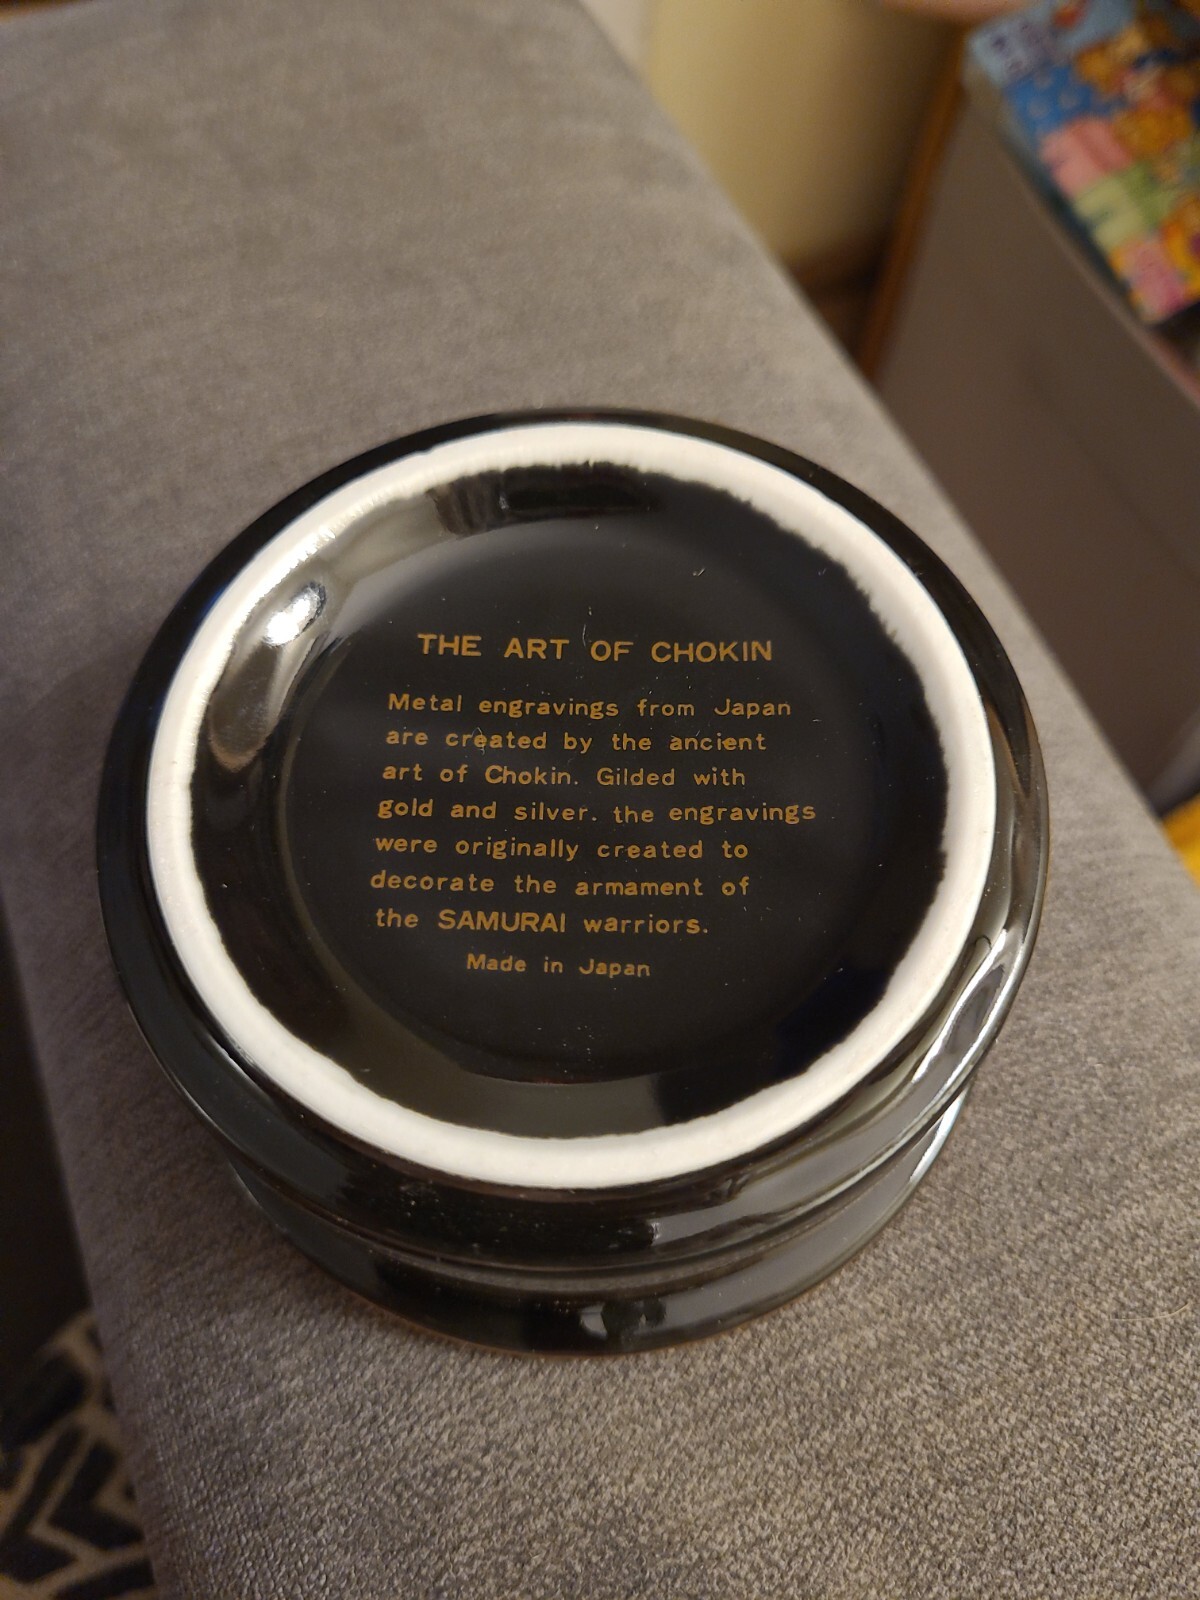 THE ART OF CHOKIN
Metal engravings from Japan
are created by the ancient
art of Chokin. Gilded with
gold and silver. the engravings
were originally created to
decorate the armament of
the SAMURAI warriors.
Made in Japan